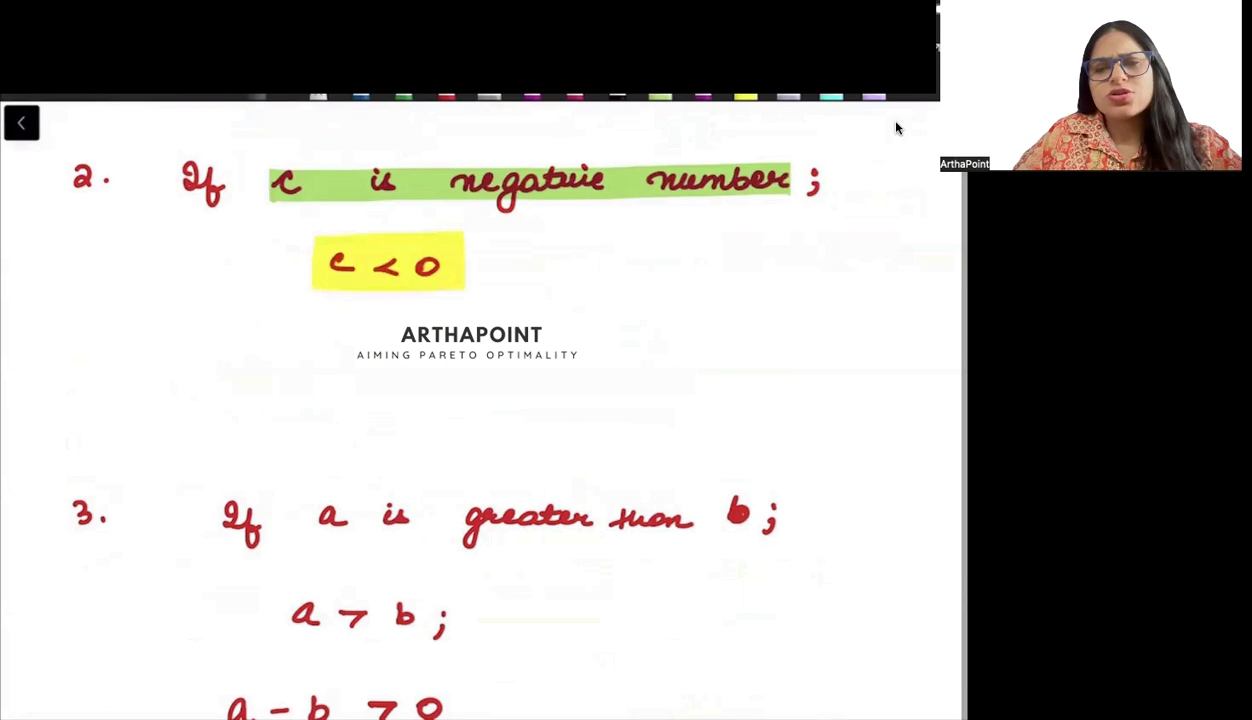 2. If c is negative number ;
c < 0
ARTHAPOINT
AIMING PARETO OPTIMALITY
3. If a is greater than b ;
a > b ;
a - b > 0
ArthaPoint